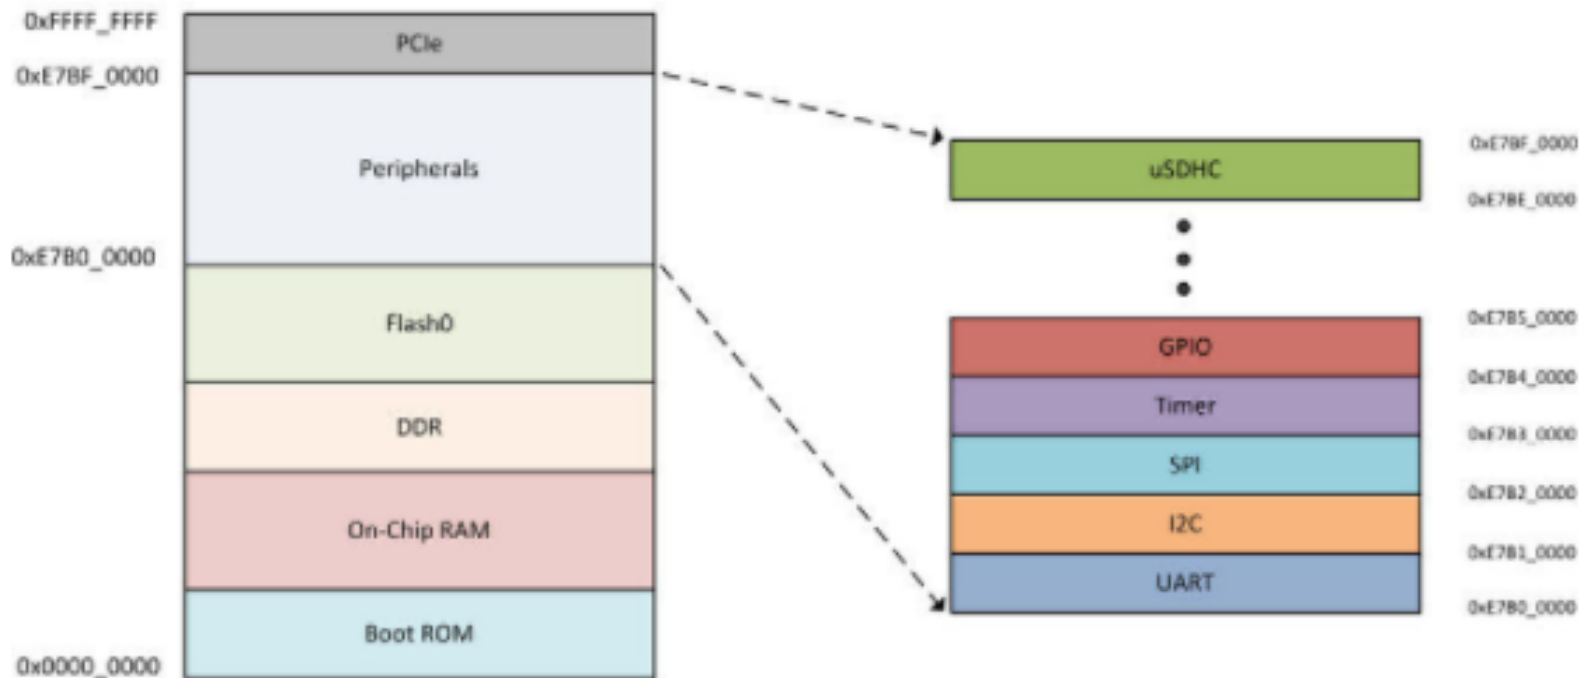 0xFFFF_FFFF
PCIe
0xE7BF_0000
Peripherals
0xE7B0_0000
Flash0
DDR
On-Chip RAM
Boot ROM
0x0000_0000
0xE7BF_0000
uSDHC
0xE7BE_0000
0xE7B5_0000
GPIO
0xE7B4_0000
Timer
0xE7B3_0000
SPI
0xE7B2_0000
I2C
0xE7B1_0000
UART
0xE7B0_0000